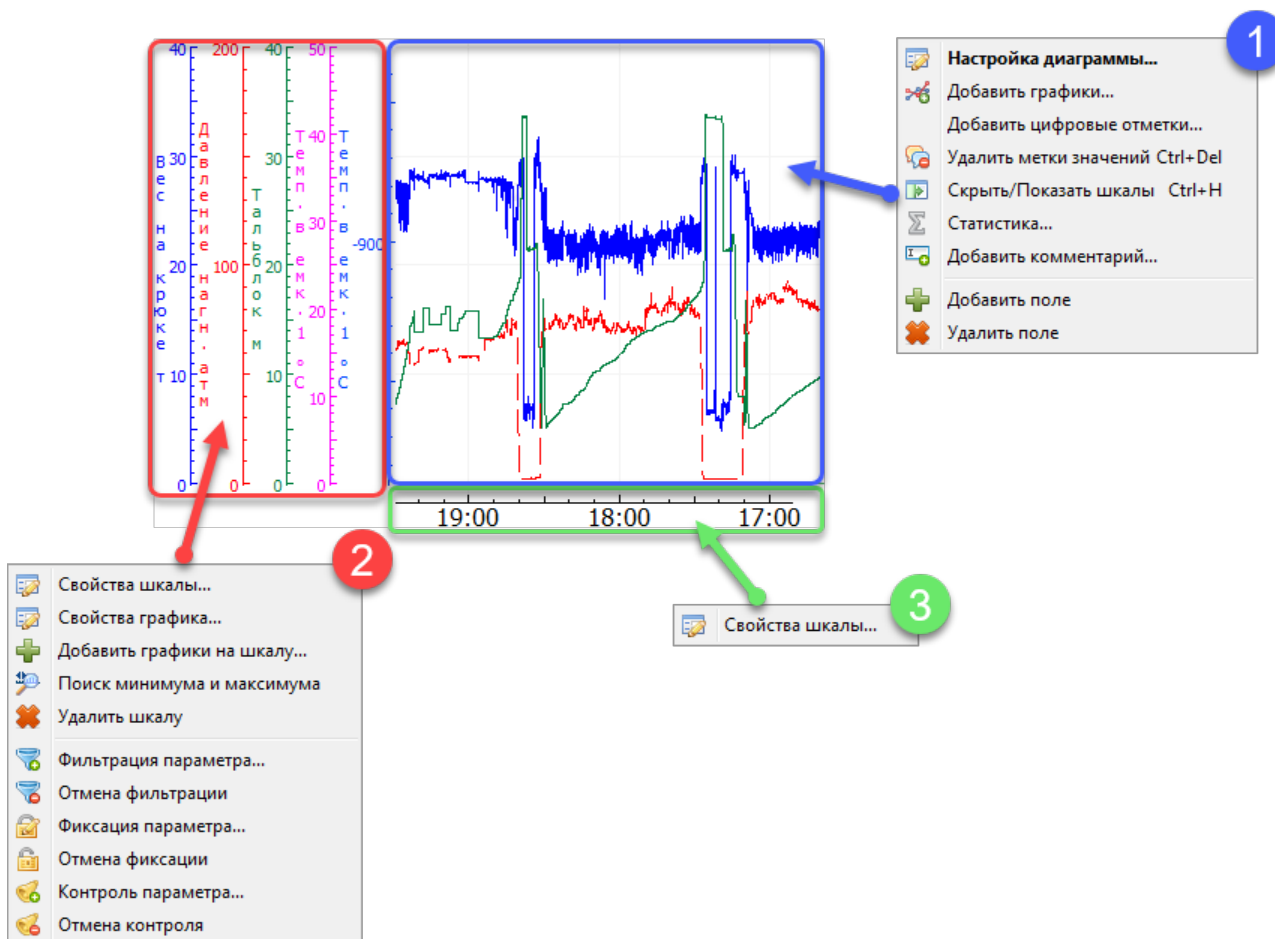 1
Настройка диаграммы...
Добавить графики...
Добавить цифровые отметки...
Удалить метки значений Ctrl+Del
Скрыть/Показать шкалы Ctrl+H
Статистика...
Добавить комментарий...
Добавить поле
Удалить поле
40 200 40 50
30 30 40
30
-900
20 100 20 20
10 10 10
0 0 0 0
Вес на крюке т
Давление нагн. атм
Тальблок м
Темп. в емк.1 °C
Темп. в емк.1 °C
19:00 18:00 17:00
2
Свойства шкалы...
Свойства графика...
Добавить графики на шкалу...
Поиск минимума и максимума
Удалить шкалу
Фильтрация параметра...
Отмена фильтрации
Фиксация параметра...
Отмена фиксации
Контроль параметра...
Отмена контроля
3
Свойства шкалы...